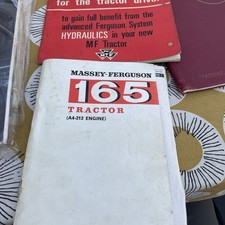 for the tractor driver
to gain full benefit from the
advanced Ferguson System
HYDRAULICS in your new
MF Tractor
MASSEY-FERGUSON
165
TRACTOR
(A4-212 ENGINE)